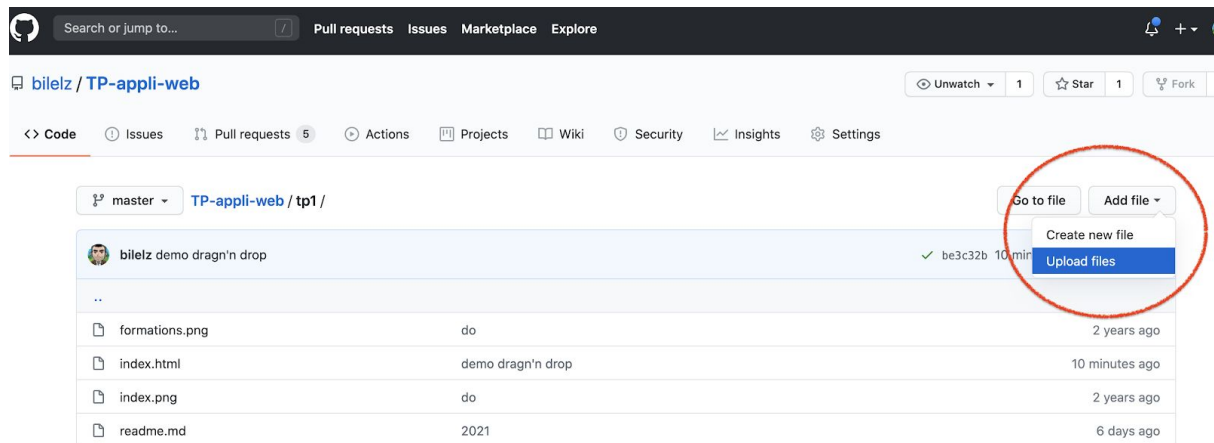 Search or jump to... / Pull requests Issues Marketplace Explore
bilelz / TP-appli-web Unwatch 1 Star 1 Fork
<> Code Issues Pull requests 5 Actions Projects Wiki Security Insights Settings
master TP-appli-web / tp1 / Go to file Add file
Create new file
bilelz demo dragn'n drop be3c32b 10 min
Upload files
..
formations.png do 2 years ago
index.html demo dragn'n drop 10 minutes ago
index.png do 2 years ago
readme.md 2021 6 days ago